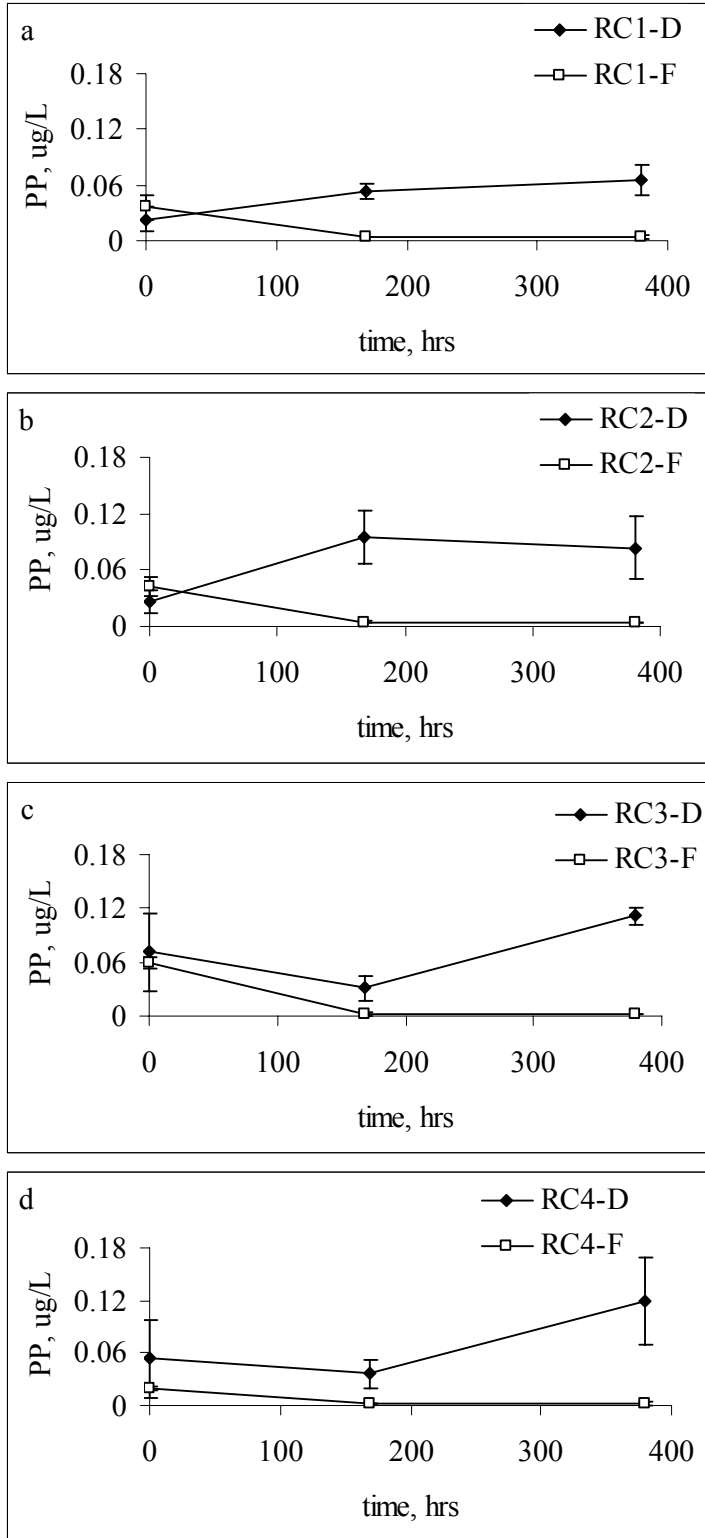 a
RC1-D
RC1-F
PP, ug/L
0.18
0.12
0.06
0
0 100 200 300 400
time, hrs
b
RC2-D
RC2-F
PP, ug/L
0.18
0.12
0.06
0
0 100 200 300 400
time, hrs
c
RC3-D
RC3-F
PP, ug/L
0.18
0.12
0.06
0
0 100 200 300 400
time, hrs
d
RC4-D
RC4-F
PP, ug/L
0.18
0.12
0.06
0
0 100 200 300 400
time, hrs